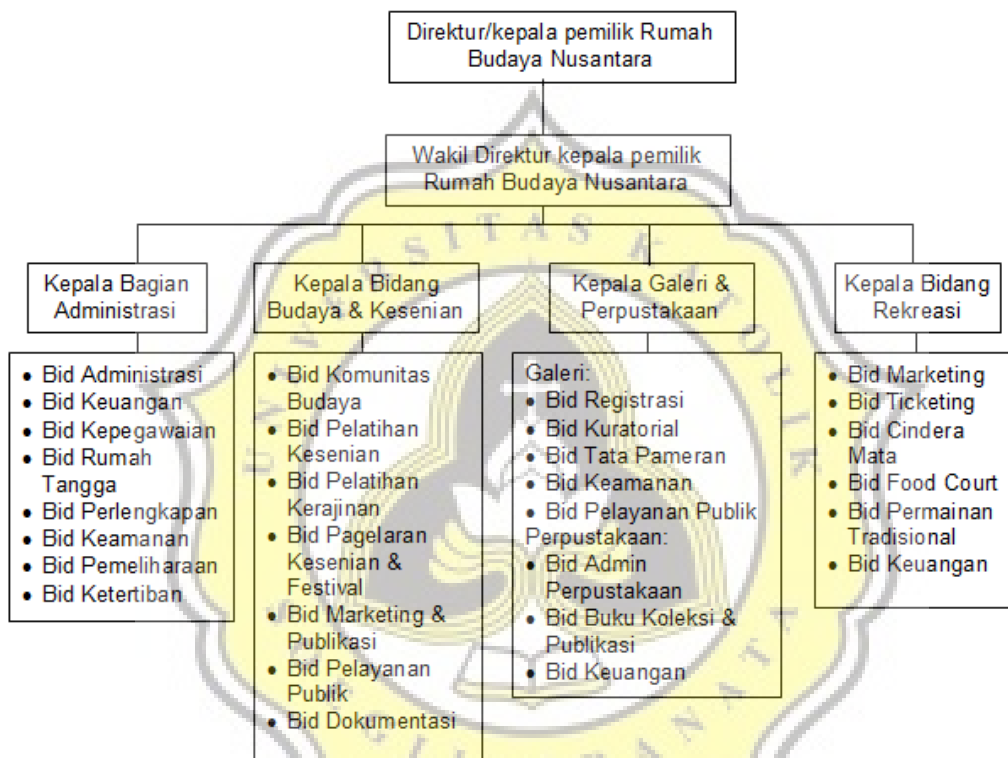 Direktur/kepala pemilik Rumah
Budaya Nusantara
Wakil Direktur kepala pemilik
Rumah Budaya Nusantara
Kepala Bagian
Administrasi
Kepala Bidang
Budaya & Kesenian
Kepala Galeri &
Perpustakaan
Kepala Bidang
Rekreasi
• Bid Administrasi
• Bid Keuangan
• Bid Kepegawaian
• Bid Rumah
Tangga
• Bid Perlengkapan
• Bid Keamanan
• Bid Pemeliharaan
• Bid Ketertiban
• Bid Komunitas
Budaya
• Bid Pelatihan
Kesenian
• Bid Pelatihan
Kerajinan
• Bid Pagelaran
Kesenian &
Festival
• Bid Marketing &
Publikasi
• Bid Pelayanan
Publik
• Bid Dokumentasi
Galeri:
• Bid Registrasi
• Bid Kuratorial
• Bid Tata Pameran
• Bid Keamanan
• Bid Pelayanan Publik
Perpustakaan:
• Bid Admin
Perpustakaan
• Bid Buku Koleksi &
Publikasi
• Bid Keuangan
• Bid Marketing
• Bid Ticketing
• Bid Cindera
Mata
• Bid Food Court
• Bid Permainan
Tradisional
• Bid Keuangan
UNIVERSITAS KATOLIK